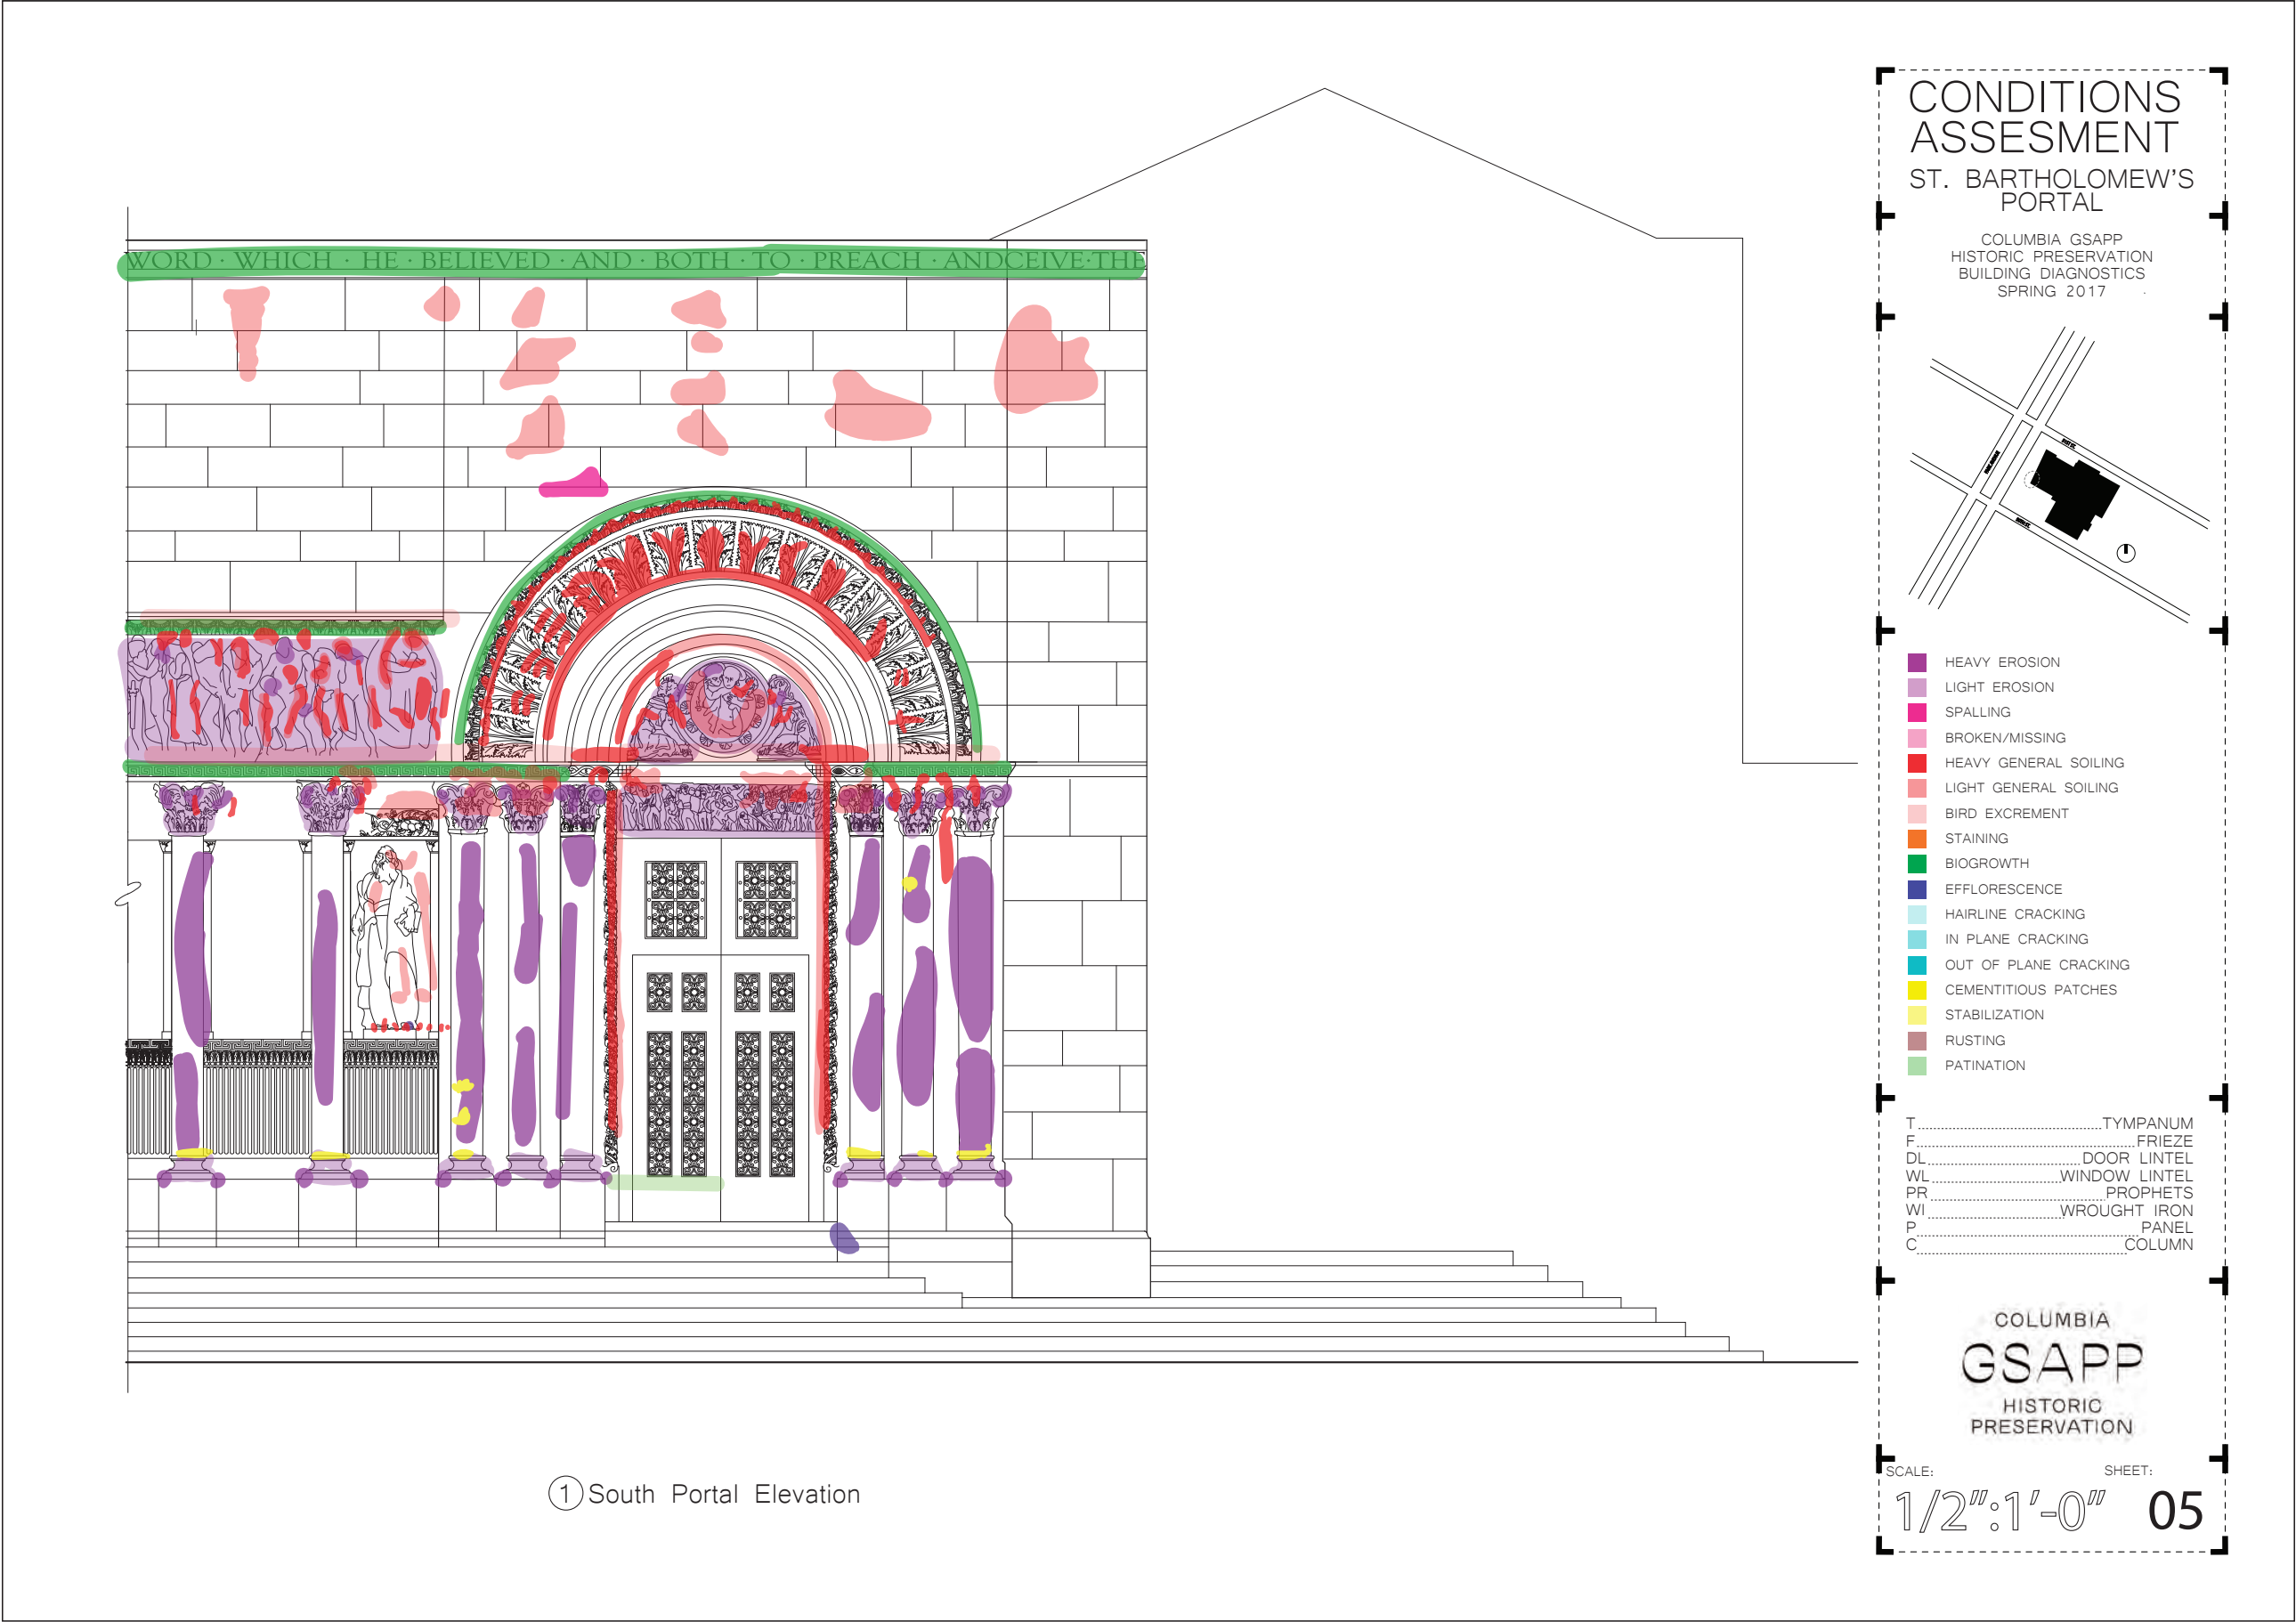 WORD · WHICH · HE · BELIEVED · AND · BOTH · TO · PREACH · ANDCEIVE·THE
1 South Portal Elevation
CONDITIONS
ASSESMENT
ST. BARTHOLOMEW'S
PORTAL
COLUMBIA GSAPP
HISTORIC PRESERVATION
BUILDING DIAGNOSTICS
SPRING 2017
HEAVY EROSION
LIGHT EROSION
SPALLING
BROKEN/MISSING
HEAVY GENERAL SOILING
LIGHT GENERAL SOILING
BIRD EXCREMENT
STAINING
BIOGROWTH
EFFLORESCENCE
HAIRLINE CRACKING
IN PLANE CRACKING
OUT OF PLANE CRACKING
CEMENTITIOUS PATCHES
STABILIZATION
RUSTING
PATINATION
T TYMPANUM
F FRIEZE
DL DOOR LINTEL
WL WINDOW LINTEL
PR PROPHETS
WI WROUGHT IRON
P PANEL
C COLUMN
COLUMBIA
GSAPP
HISTORIC
PRESERVATION
SCALE: SHEET:
1/2":1'-0" 05